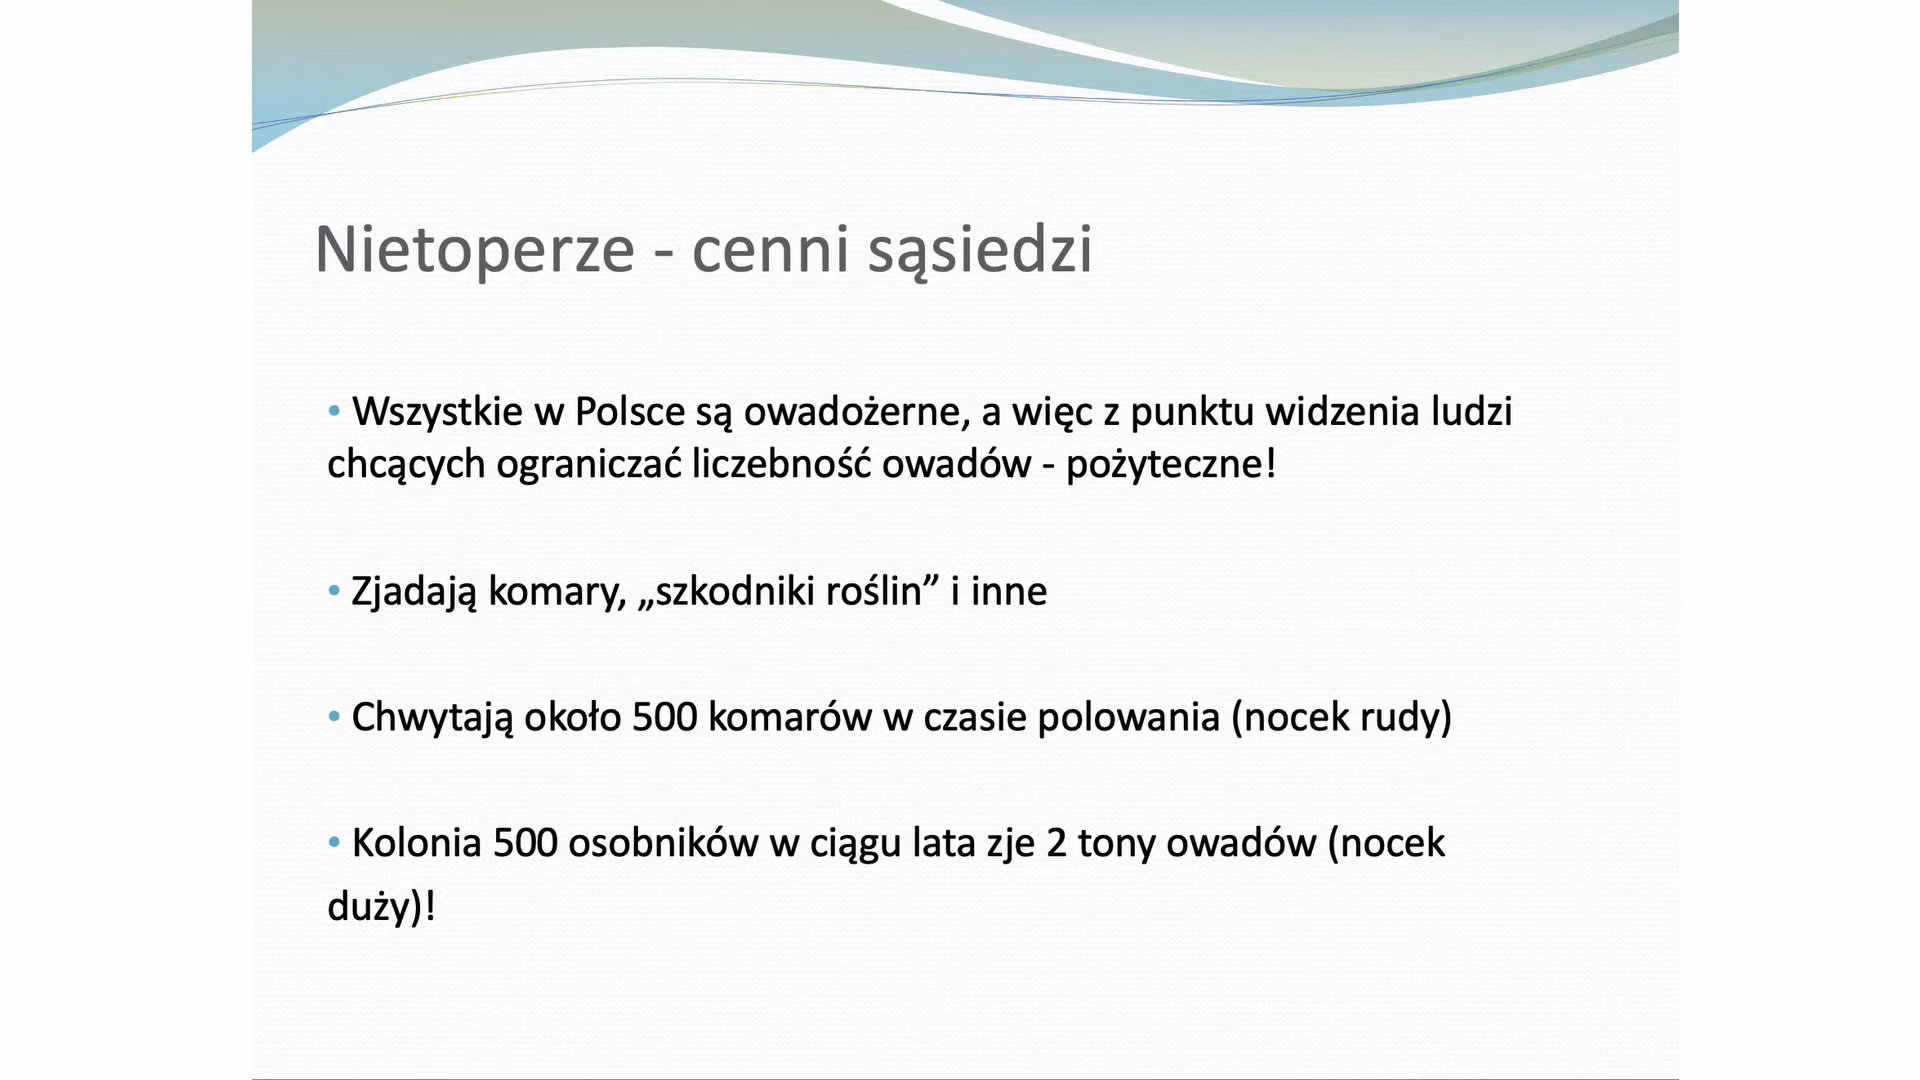 Nietoperze - cenni sąsiedzi
• Wszystkie w Polsce są owadożerne, a więc z punktu widzenia ludzi
chcących ograniczać liczebność owadów - pożyteczne!
• Zjadają komary, „szkodniki roślin” i inne
• Chwytają około 500 komarów w czasie polowania (nocek rudy)
• Kolonia 500 osobników w ciągu lata zje 2 tony owadów (nocek
duży)!